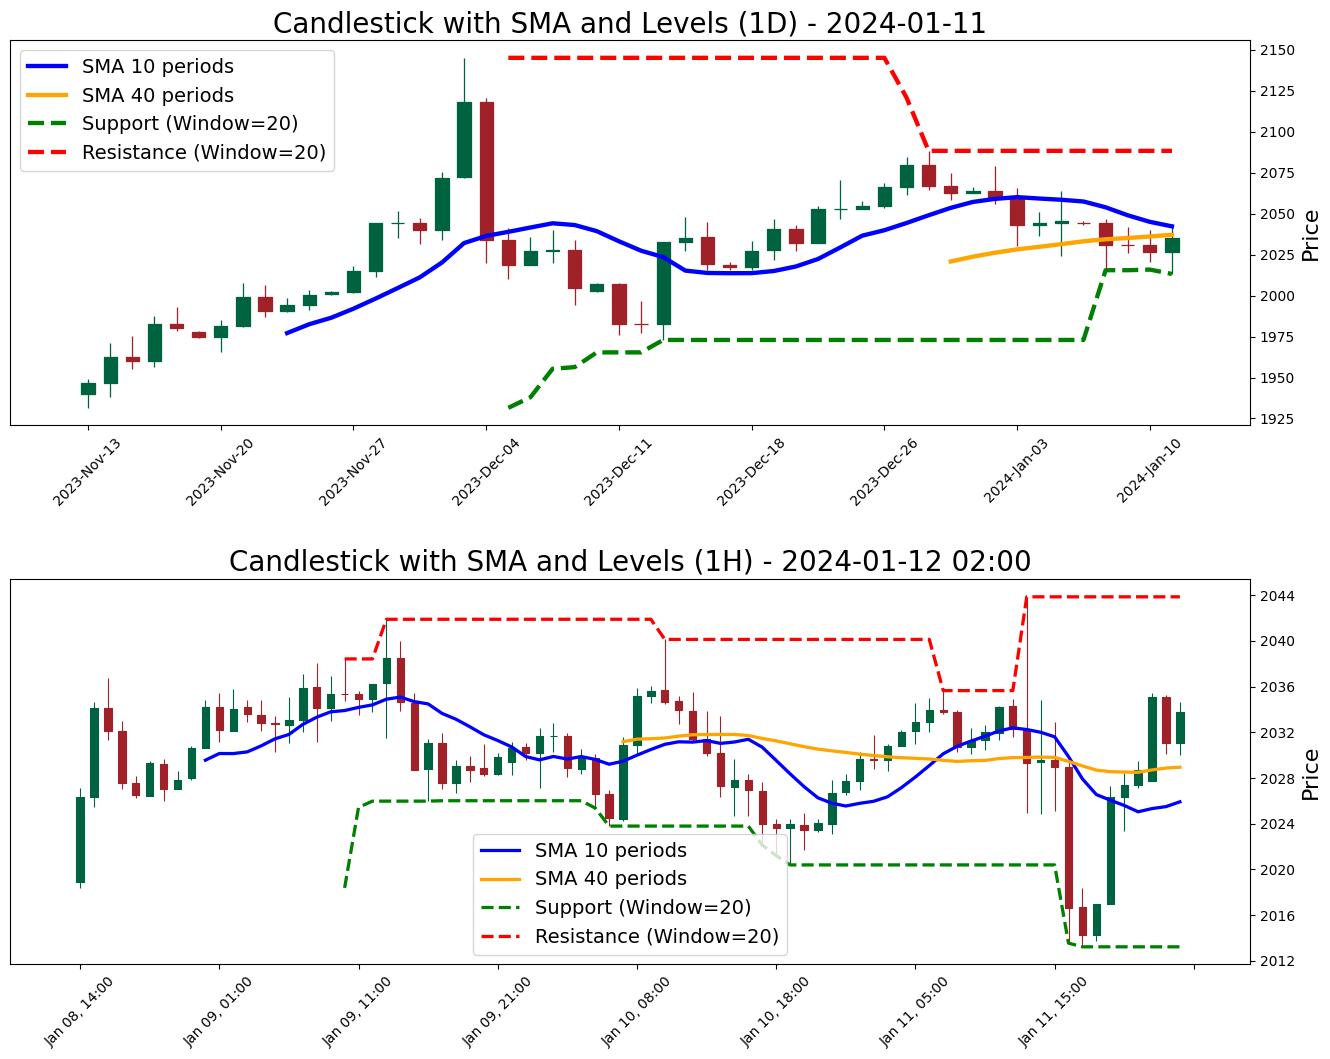 Candlestick with SMA and Levels (1D) - 2024-01-11
SMA 10 periods
SMA 40 periods
Support (Window=20)
Resistance (Window=20)
2150
2125
2100
2075
2050
2025
2000
1975
1950
1925
Price
2023-Nov-13
2023-Nov-20
2023-Nov-27
2023-Dec-04
2023-Dec-11
2023-Dec-18
2023-Dec-26
2024-Jan-03
2024-Jan-10
Candlestick with SMA and Levels (1H) - 2024-01-12 02:00
2044
2040
2036
2032
2028
2024
2020
2016
2012
Price
SMA 10 periods
SMA 40 periods
Support (Window=20)
Resistance (Window=20)
Jan 08, 14:00
Jan 09, 01:00
Jan 09, 11:00
Jan 09, 21:00
Jan 10, 08:00
Jan 10, 18:00
Jan 11, 05:00
Jan 11, 15:00